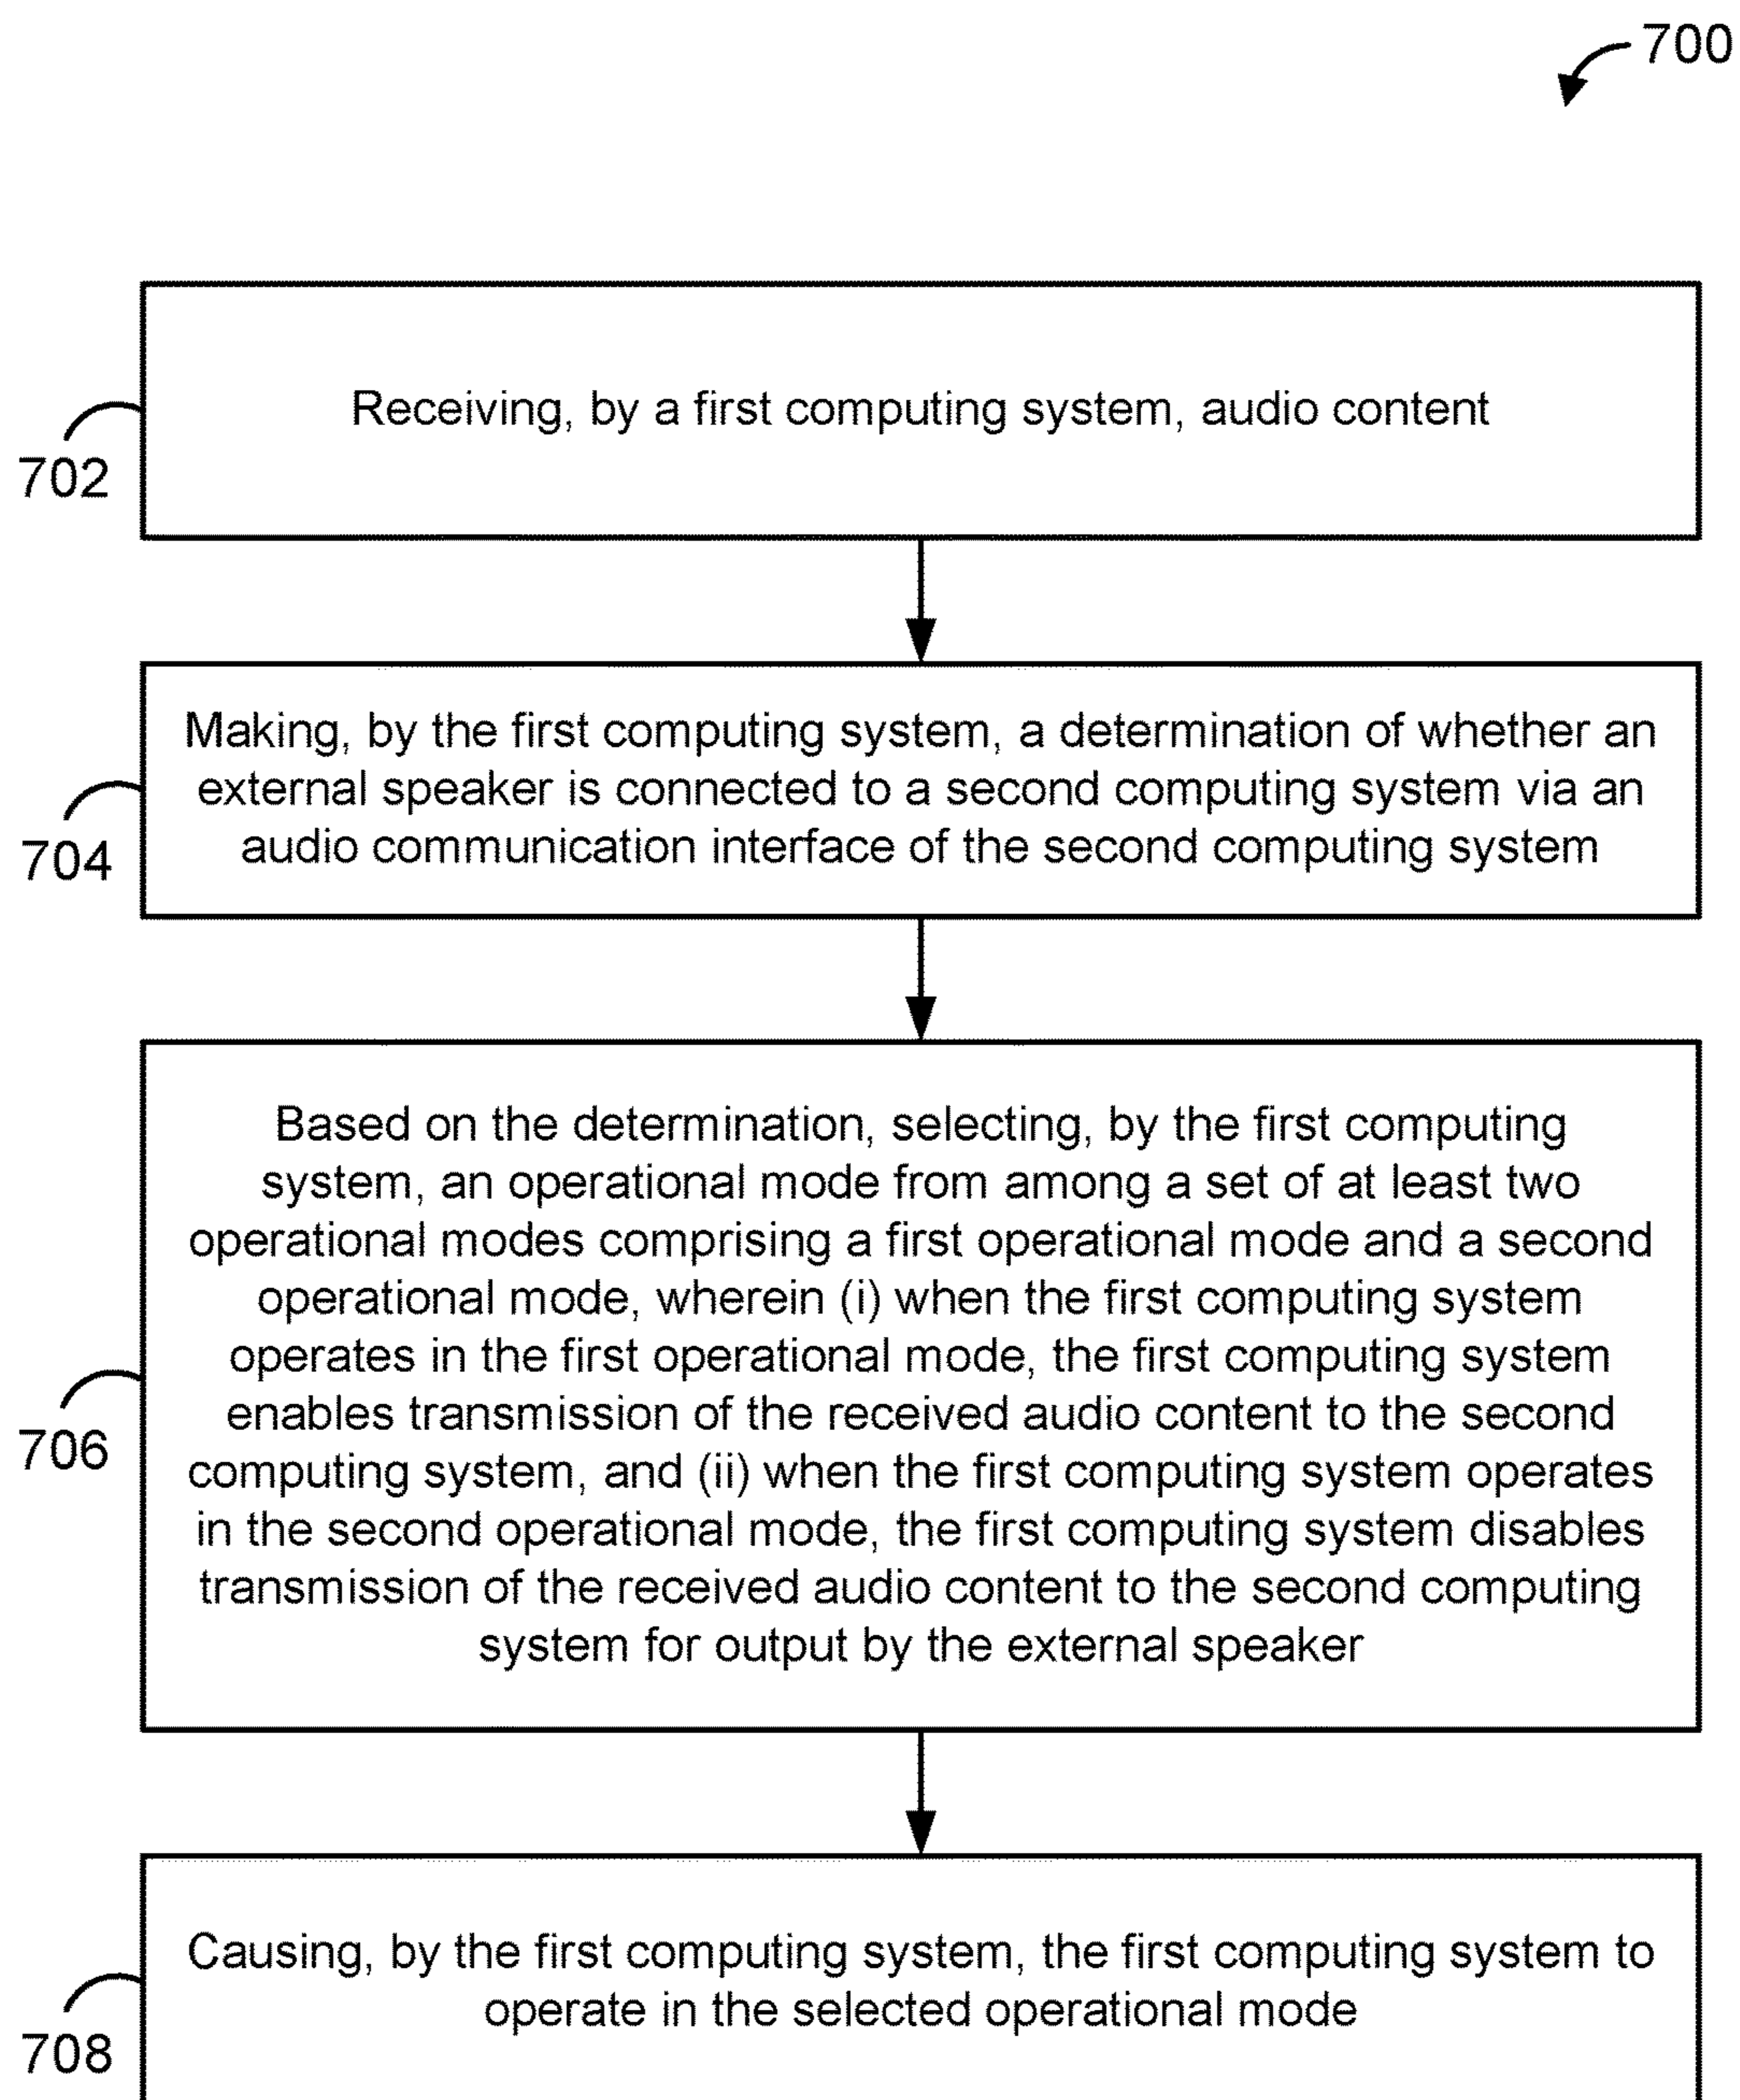 700
Receiving, by a first computing system, audio content
702
Making, by the first computing system, a determination of whether an
external speaker is connected to a second computing system via an
audio communication interface of the second computing system
704
Based on the determination, selecting, by the first computing
system, an operational mode from among a set of at least two
operational modes comprising a first operational mode and a second
operational mode, wherein (i) when the first computing system
operates in the first operational mode, the first computing system
enables transmission of the received audio content to the second
computing system, and (ii) when the first computing system operates
in the second operational mode, the first computing system disables
transmission of the received audio content to the second computing
system for output by the external speaker
706
Causing, by the first computing system, the first computing system to
operate in the selected operational mode
708